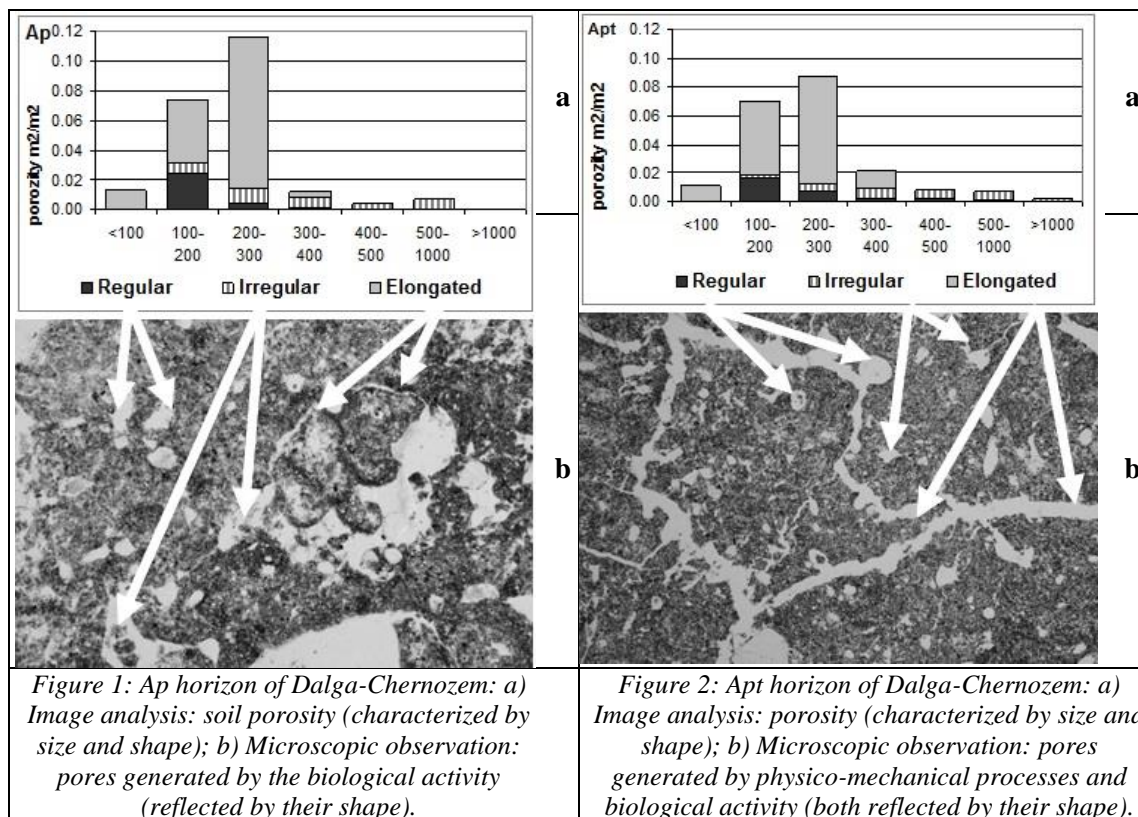 Ap
0.12
0.10
0.08
0.06
0.04
0.02
0.00
porozity m2/m2
<100 100-200 200-300 300-400 400-500 500-1000 >1000
Regular Irregular Elongated
a
b
Figure 1: Ap horizon of Dalga-Chernozem: a)
Image analysis: soil porosity (characterized by
size and shape); b) Microscopic observation:
pores generated by the biological activity
(reflected by their shape).
Apt
0.12
0.10
0.08
0.06
0.04
0.02
0.00
porozity m2/m2
<100 100-200 200-300 300-400 400-500 500-1000 >1000
Regular Irregular Elongated
a
b
Figure 2: Apt horizon of Dalga-Chernozem: a)
Image analysis: porosity (characterized by size and
shape); b) Microscopic observation: pores
generated by physico-mechanical processes and
biological activity (both reflected by their shape).